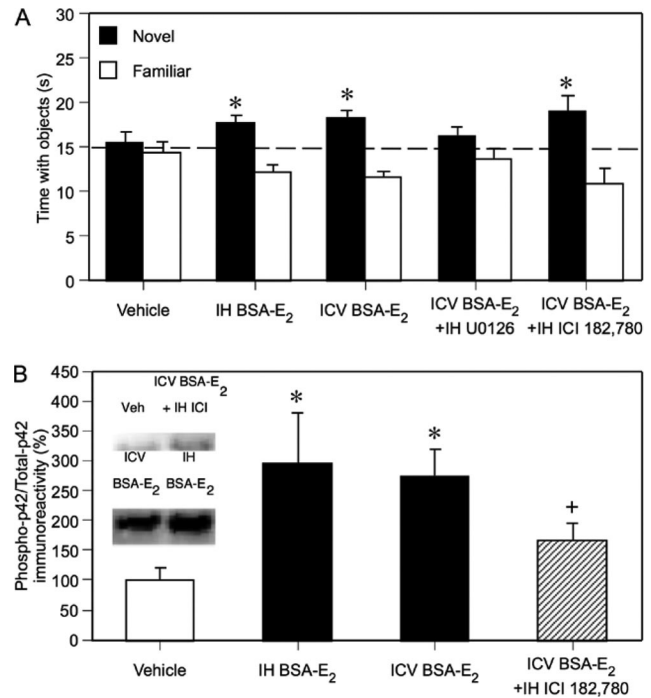 A
30
25
20
15
10
5
0
Time with objects (s)
Novel
Familiar
*
*
*
Vehicle
IH BSA-E2
ICV BSA-E2
ICV BSA-E2
+IH U0126
ICV BSA-E2
+IH ICI 182,780
B
450
400
350
300
250
200
150
100
50
0
Phospho-p42/Total-p42
immunoreactivity (%)
ICV BSA-E2
Veh + IH ICI
ICV IH
BSA-E2 BSA-E2
*
*
+
Vehicle
IH BSA-E2
ICV BSA-E2
ICV BSA-E2
+IH ICI 182,780